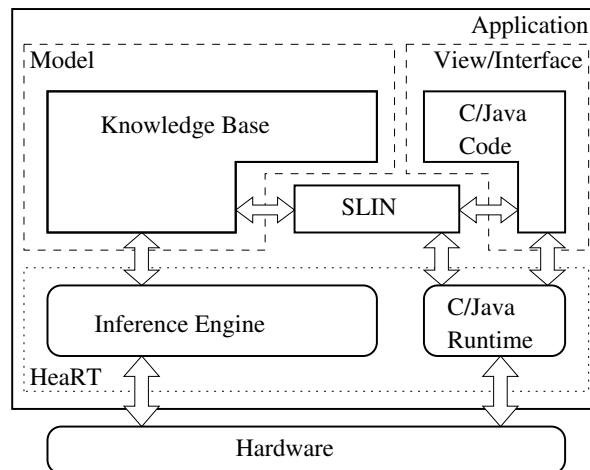 Application
Model
View/Interface
Knowledge Base
C/Java
Code
SLIN
Inference Engine
C/Java
Runtime
HeaRT
Hardware